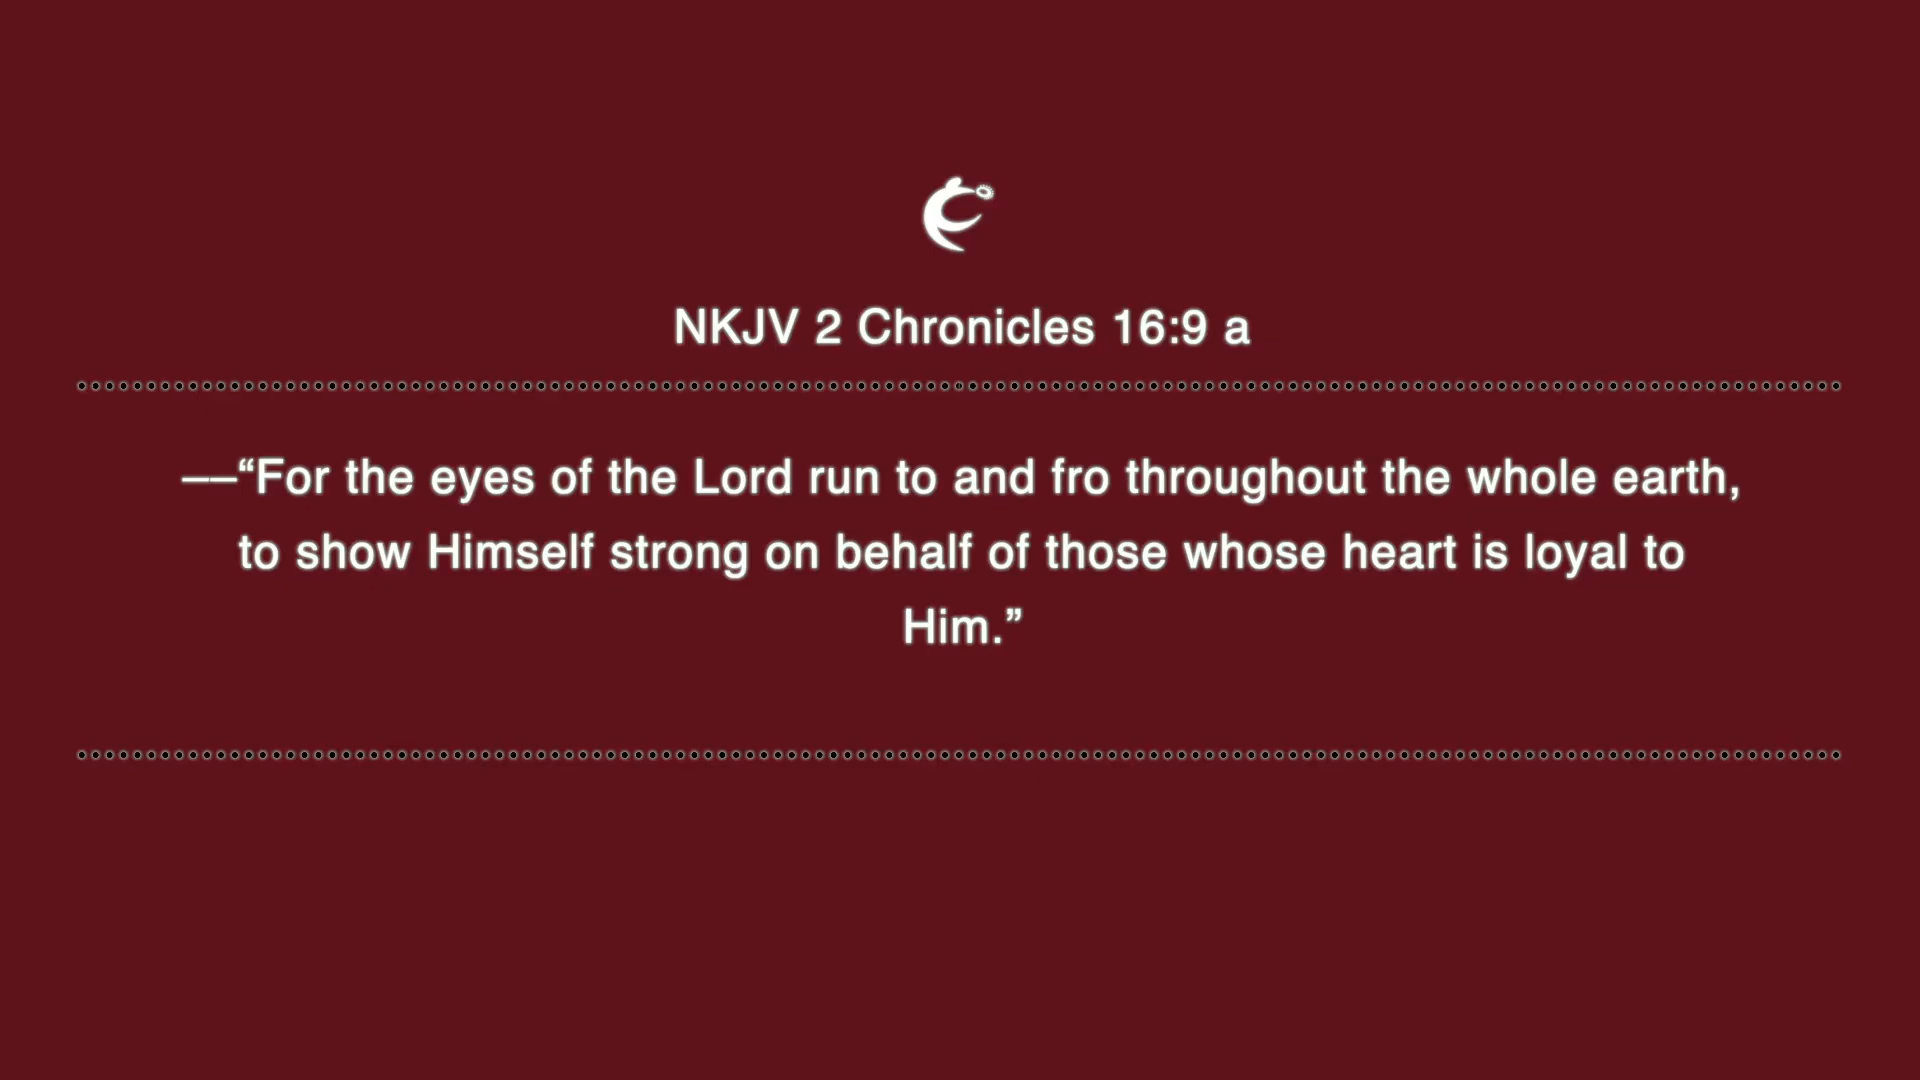 NKJV 2 Chronicles 16:9 a
––“For the eyes of the Lord run to and fro throughout the whole earth,
to show Himself strong on behalf of those whose heart is loyal to
Him.”